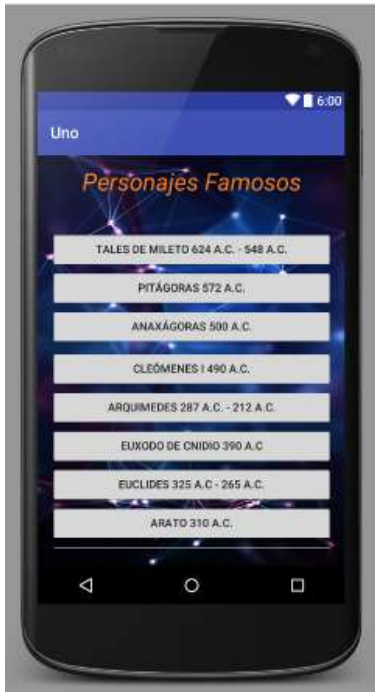 6:00
Uno
Personajes Famosos
TALES DE MILETO 624 A.C. - 548 A.C.
PITÁGORAS 572 A.C.
ANAXÁGORAS 500 A.C.
CLEÓMENES I 490 A.C.
ARQUIMEDES 287 A.C. - 212 A.C.
EUXODO DE CNIDIO 390 A.C
EUCLIDES 325 A.C - 265 A.C.
ARATO 310 A.C.